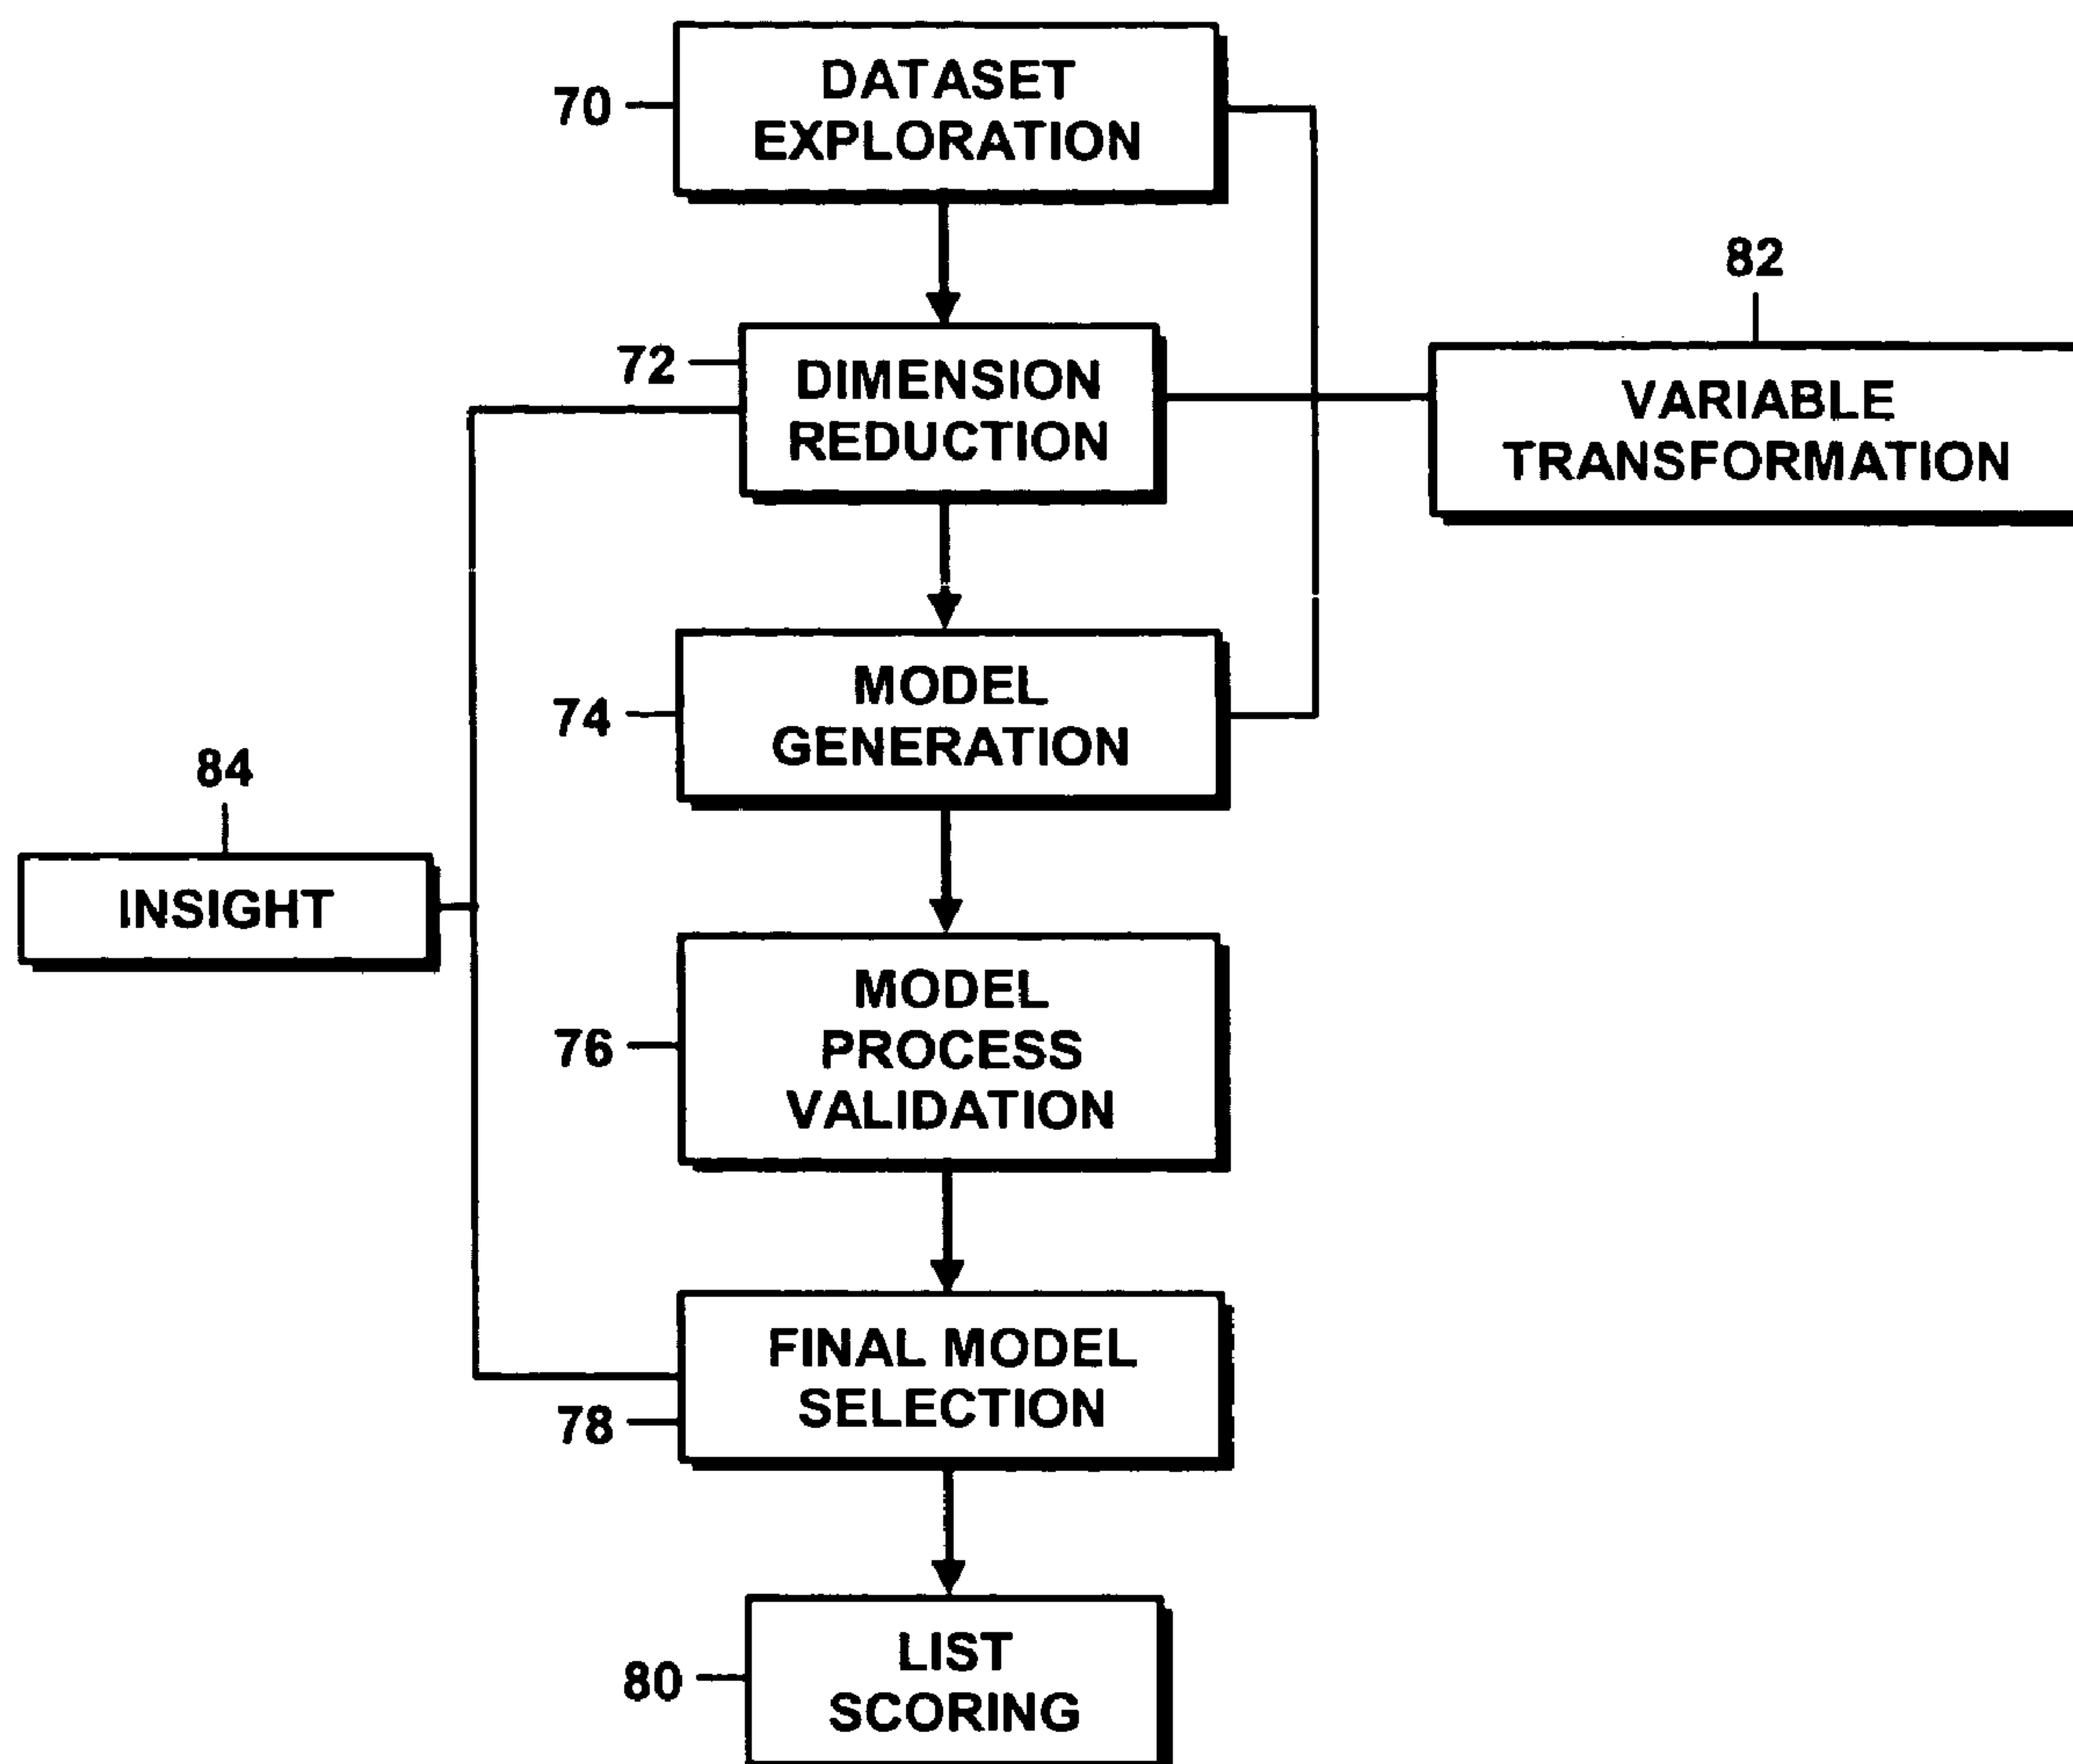 70
DATASET
EXPLORATION
82
72
DIMENSION
REDUCTION
VARIABLE
TRANSFORMATION
74
MODEL
GENERATION
84
INSIGHT
76
MODEL
PROCESS
VALIDATION
FINAL MODEL
SELECTION
78
80
LIST
SCORING